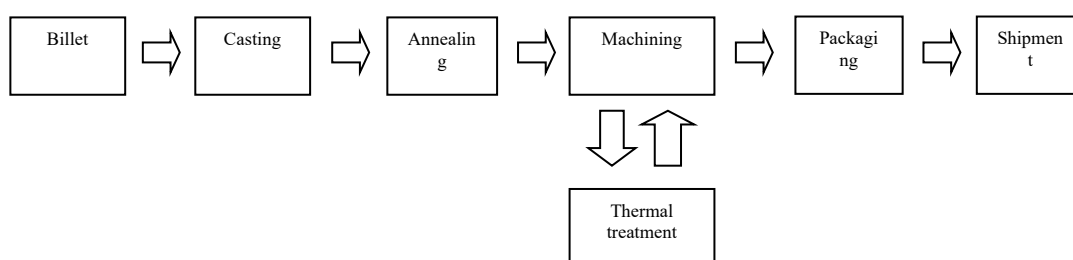 Billet
Casting
Annealin
g
Machining
Packagi
ng
Shipmen
t
Thermal
treatment